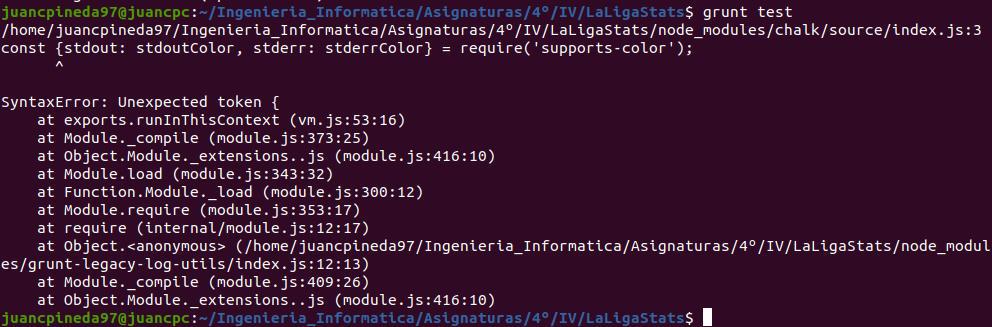 juancpineda97@juancpc:~/Ingenieria_Informatica/Asignaturas/4º/IV/LaLigaStats$ grunt test
/home/juancpineda97/Ingenieria_Informatica/Asignaturas/4º/IV/LaLigaStats/node_modules/chalk/source/index.js:3
const {stdout: stdoutColor, stderr: stderrColor} = require('supports-color');
      ^
SyntaxError: Unexpected token {
    at exports.runInThisContext (vm.js:53:16)
    at Module._compile (module.js:373:25)
    at Object.Module._extensions..js (module.js:416:10)
    at Module.load (module.js:343:32)
    at Function.Module._load (module.js:300:12)
    at Module.require (module.js:353:17)
    at require (internal/module.js:12:17)
    at Object.<anonymous> (/home/juancpineda97/Ingenieria_Informatica/Asignaturas/4º/IV/LaLigaStats/node_modul
es/grunt-legacy-log-utils/index.js:12:13)
    at Module._compile (module.js:409:26)
    at Object.Module._extensions..js (module.js:416:10)
juancpineda97@juancpc:~/Ingenieria_Informatica/Asignaturas/4º/IV/LaLigaStats$